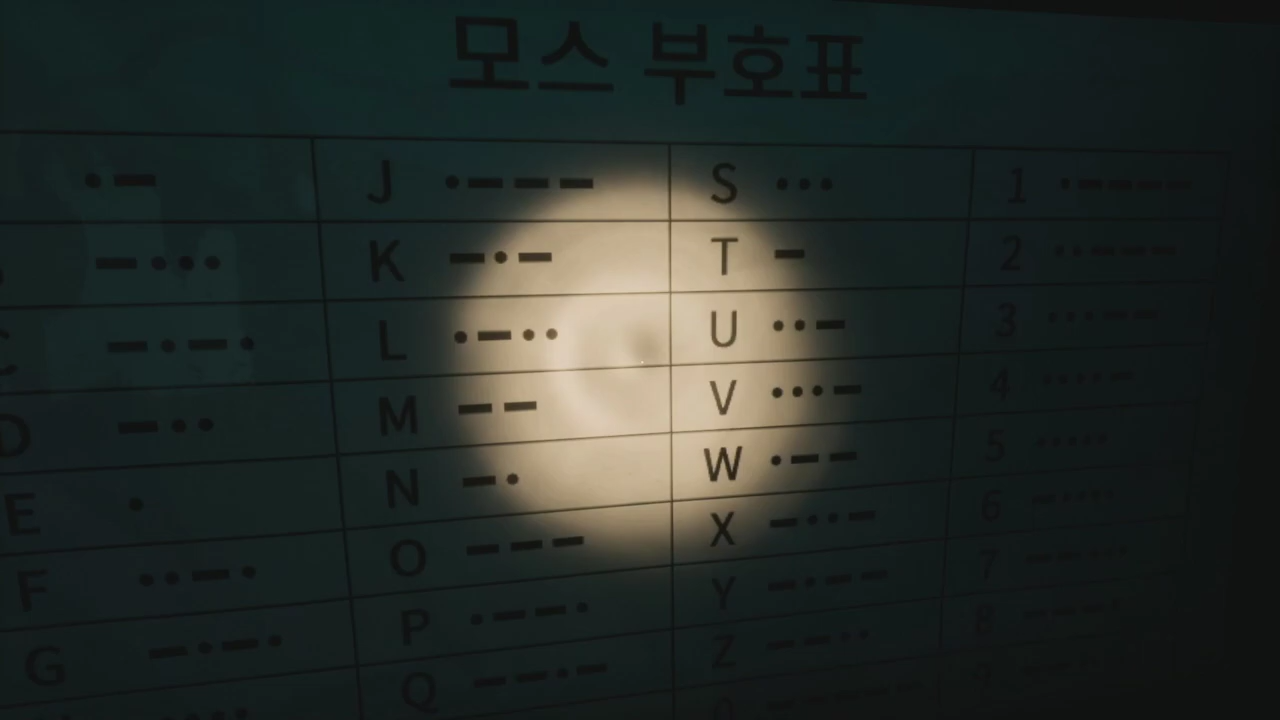 모스 부호표
•— J •——— S ••• 1 •————
—••• K —•— T — 2 ••———
C —•—• L •—•• U ••— 3 •••——
D —•• M —— V •••— 4 ••••—
E • N —• W •—— 5 •••••
F ••—• O ——— X —••— 6 —••••
G —•—• P •——• Y —•—— 7 ——•••
Q ——•— Z ——••